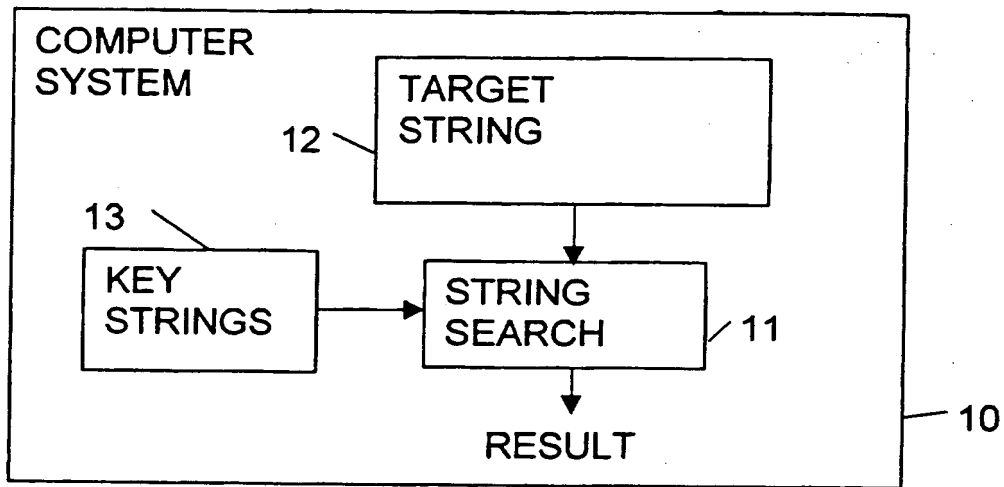 COMPUTER
SYSTEM
TARGET
STRING
12
13
KEY
STRINGS
STRING
SEARCH
11
10
RESULT